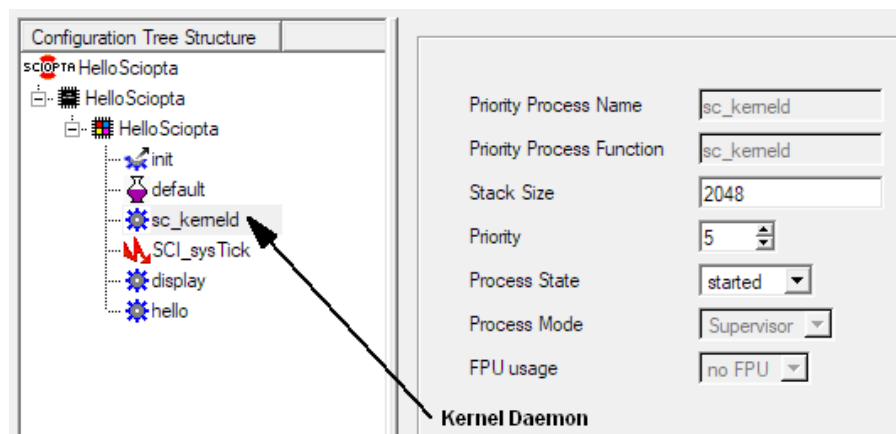 Configuration Tree Structure
SCIOPTA HelloSciopta
HelloSciopta
HelloSciopta
init
default
sc_kerneld
SCI_sysTick
display
hello
Priority Process Name sc_kerneld
Priority Process Function sc_kerneld
Stack Size 2048
Priority 5
Process State started
Process Mode Supervisor
FPU usage no FPU
Kernel Daemon